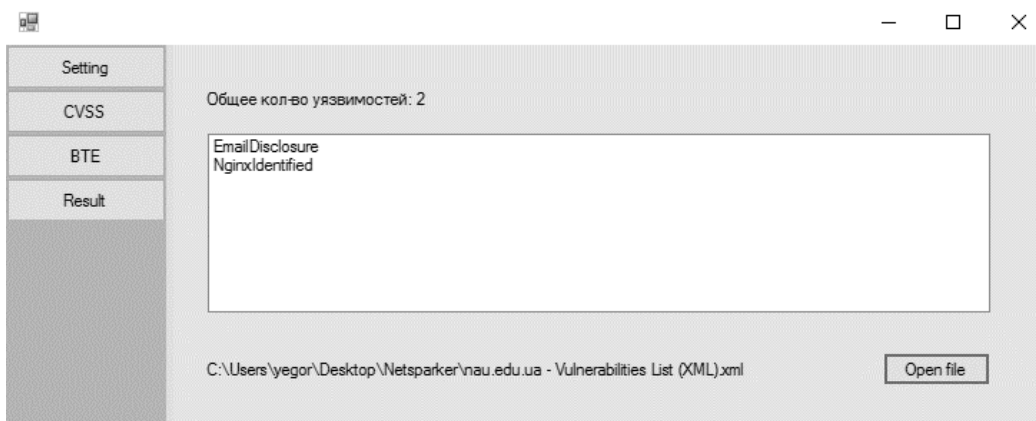 Setting
CVSS
BTE
Result
Общее кол-во уязвимостей: 2
EmailDisclosure
NginxIdentified
C:\Users\yegor\Desktop\Netsparker\nau.edu.ua - Vulnerabilities List (XML).xml
Open file